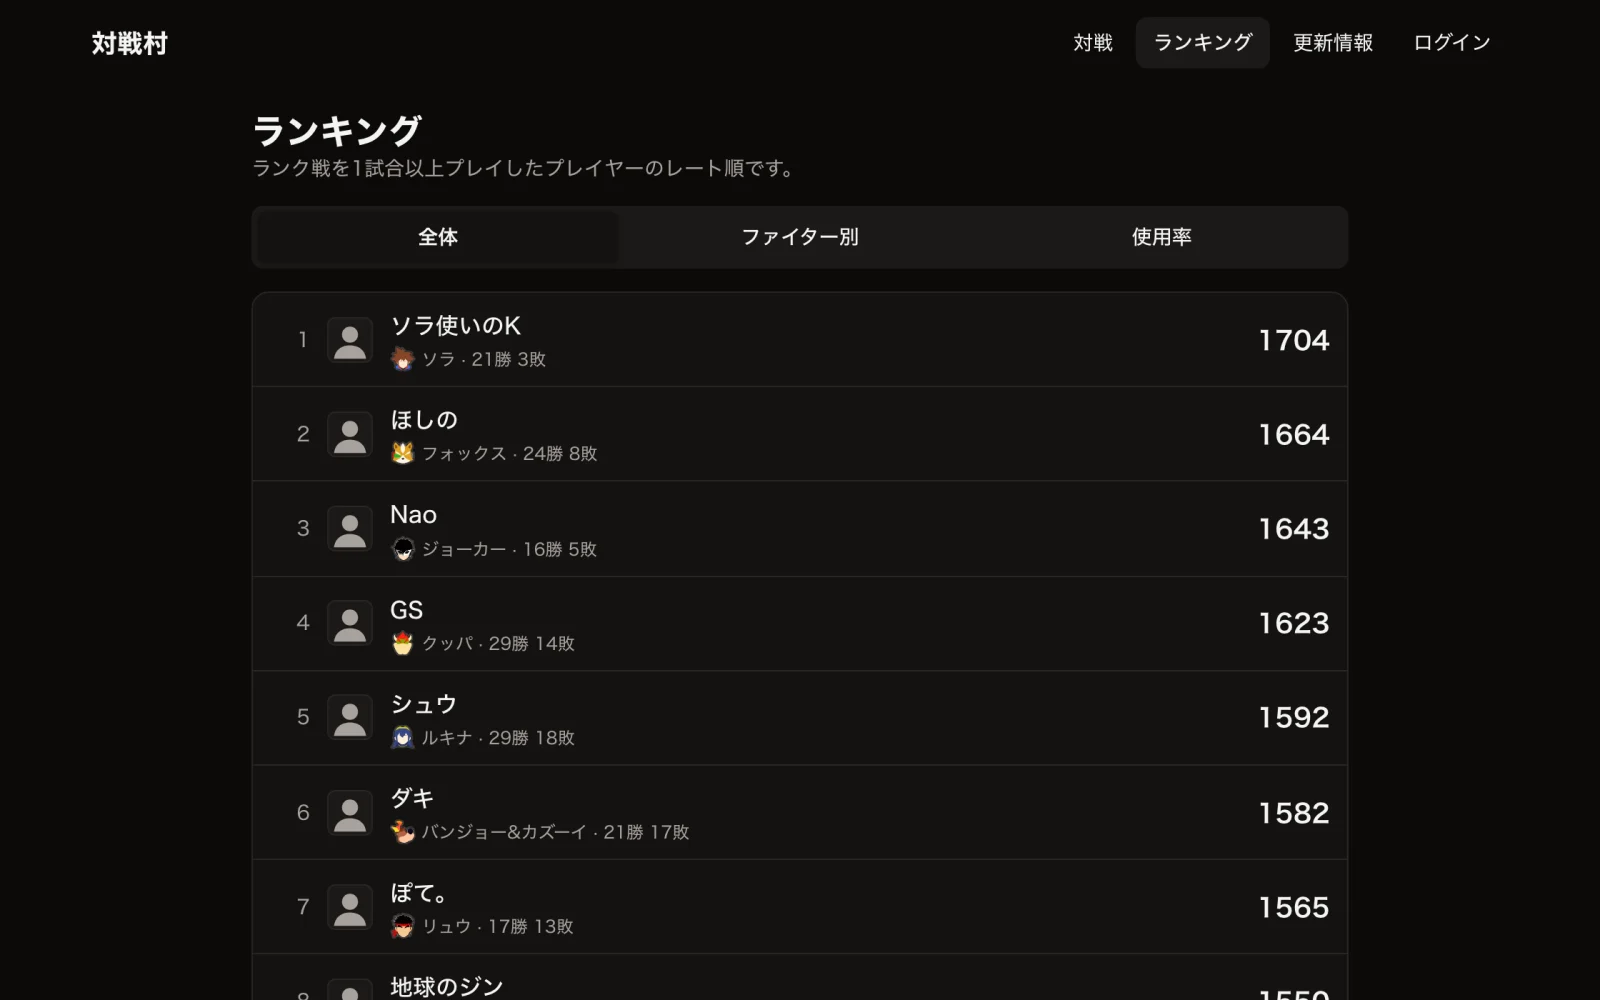 対戦村
対戦
ランキング
更新情報
ログイン
ランキング
ランク戦を1試合以上プレイしたプレイヤーのレート順です。
全体
ファイター別
使用率
1
ソラ使いのK
ソラ · 21勝 3敗
1704
2
ほしの
フォックス · 24勝 8敗
1664
3
Nao
ジョーカー · 16勝 5敗
1643
4
GS
クッパ · 29勝 14敗
1623
5
シュウ
ルキナ · 29勝 18敗
1592
6
ダキ
バンジョー&カズーイ · 21勝 17敗
1582
7
ぽて。
リュウ · 17勝 13敗
1565
地球のジン